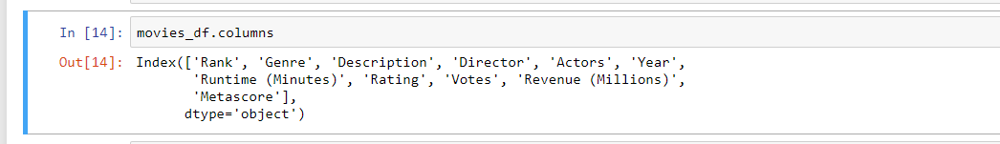 In [14]: movies_df.columns
Out[14]: Index(['Rank', 'Genre', 'Description', 'Director', 'Actors', 'Year',
'Runtime (Minutes)', 'Rating', 'Votes', 'Revenue (Millions)',
'Metascore'],
dtype='object')